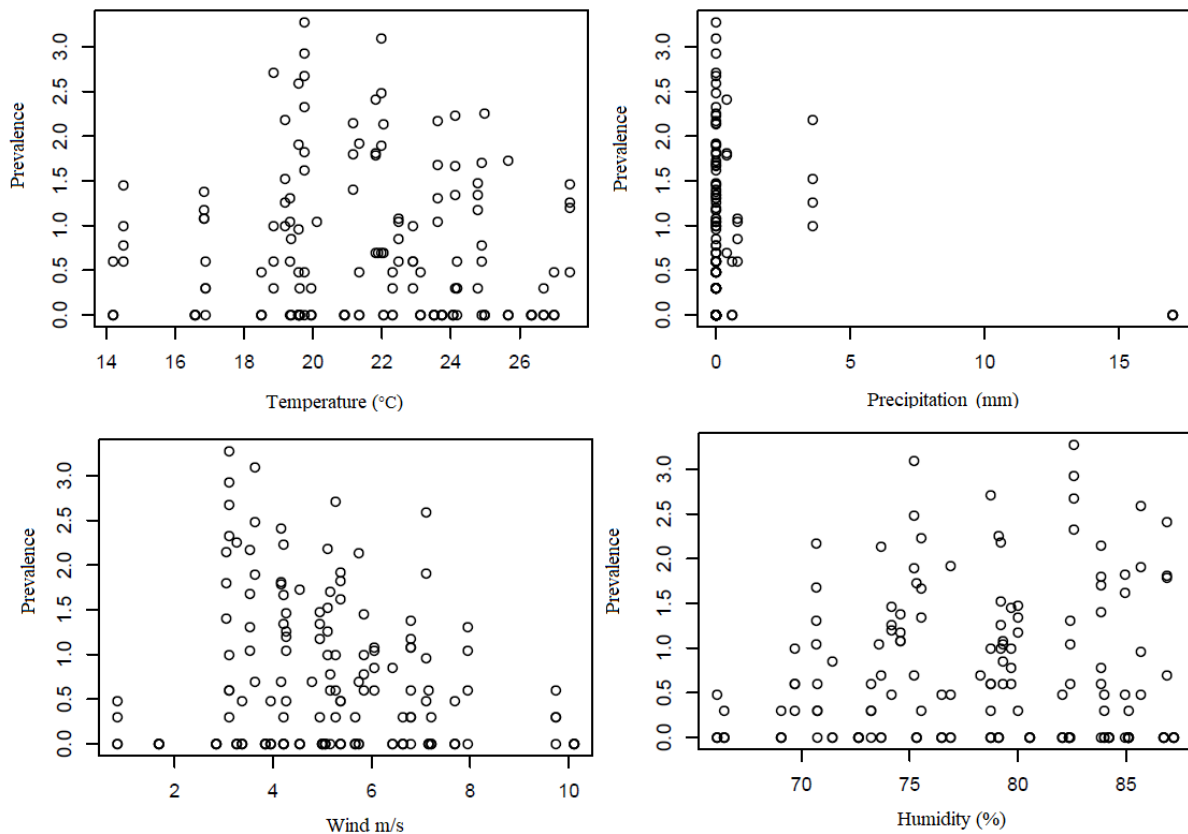 Prevalence
0.0 0.5 1.0 1.5 2.0 2.5 3.0
14 16 18 20 22 24 26
Temperature (°C)
Prevalence
0.0 0.5 1.0 1.5 2.0 2.5 3.0
0 5 10 15
Precipitation (mm)
Prevalence
0.0 0.5 1.0 1.5 2.0 2.5 3.0
2 4 6 8 10
Wind m/s
Prevalence
0.0 0.5 1.0 1.5 2.0 2.5 3.0
70 75 80 85
Humidity (%)